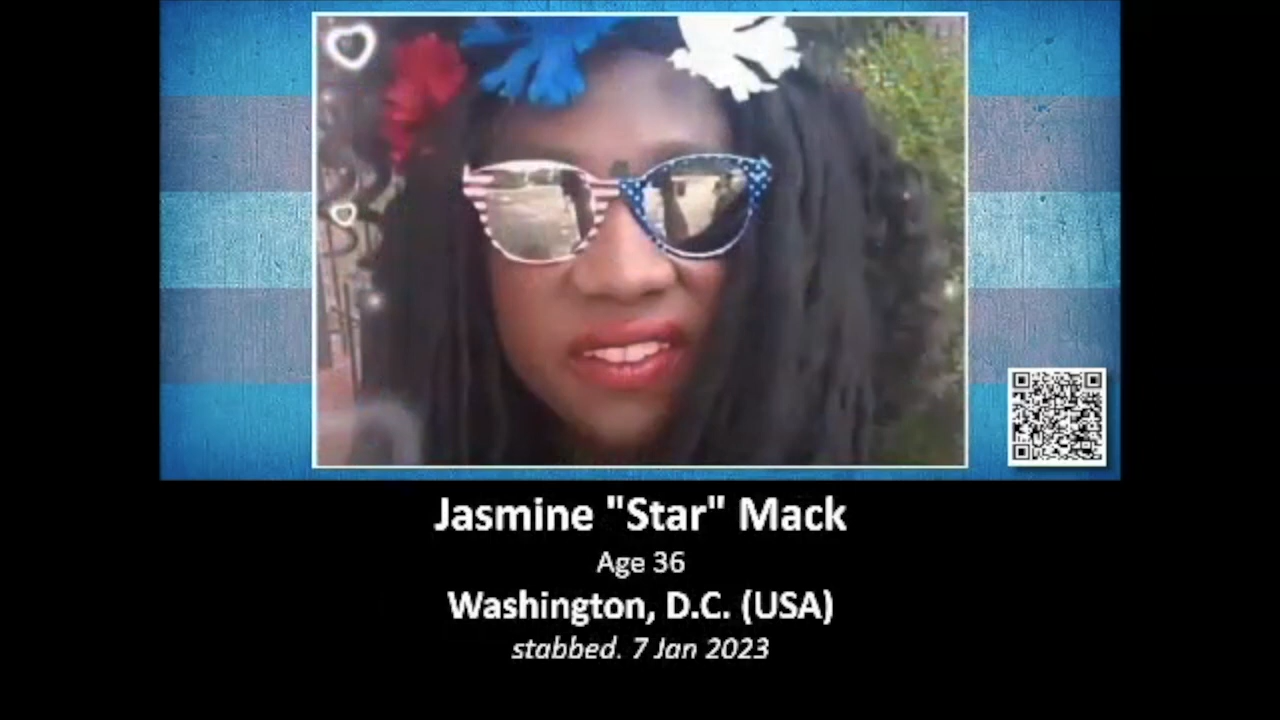 Jasmine "Star" Mack
Age 36
Washington, D.C. (USA)
stabbed. 7 Jan 2023